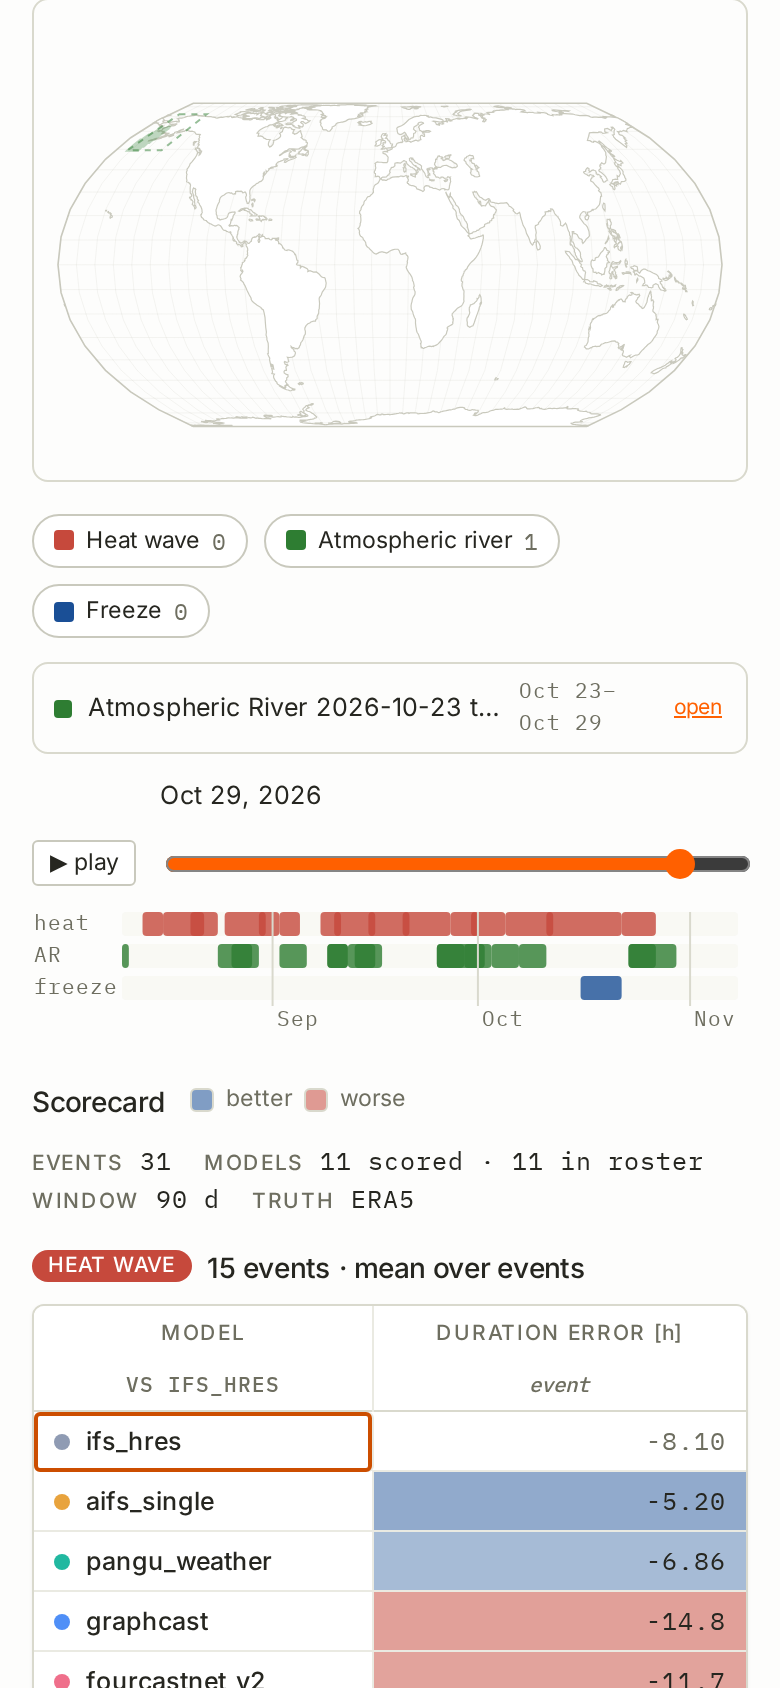 Heat wave 0
Atmospheric river 1
Freeze 0
Atmospheric River 2026-10-23 t...
Oct 23–
Oct 29
open
Oct 29, 2026
▶ play
heat
AR
freeze
Sep
Oct
Nov
Scorecard
better
worse
EVENTS 31 MODELS 11 scored · 11 in roster
WINDOW 90 d TRUTH ERA5
HEAT WAVE 15 events · mean over events
MODEL DURATION ERROR [h]
VS IFS_HRES event
ifs_hres -8.10
aifs_single -5.20
pangu_weather -6.86
graphcast -14.8
fourcastnet_v2 -11.7